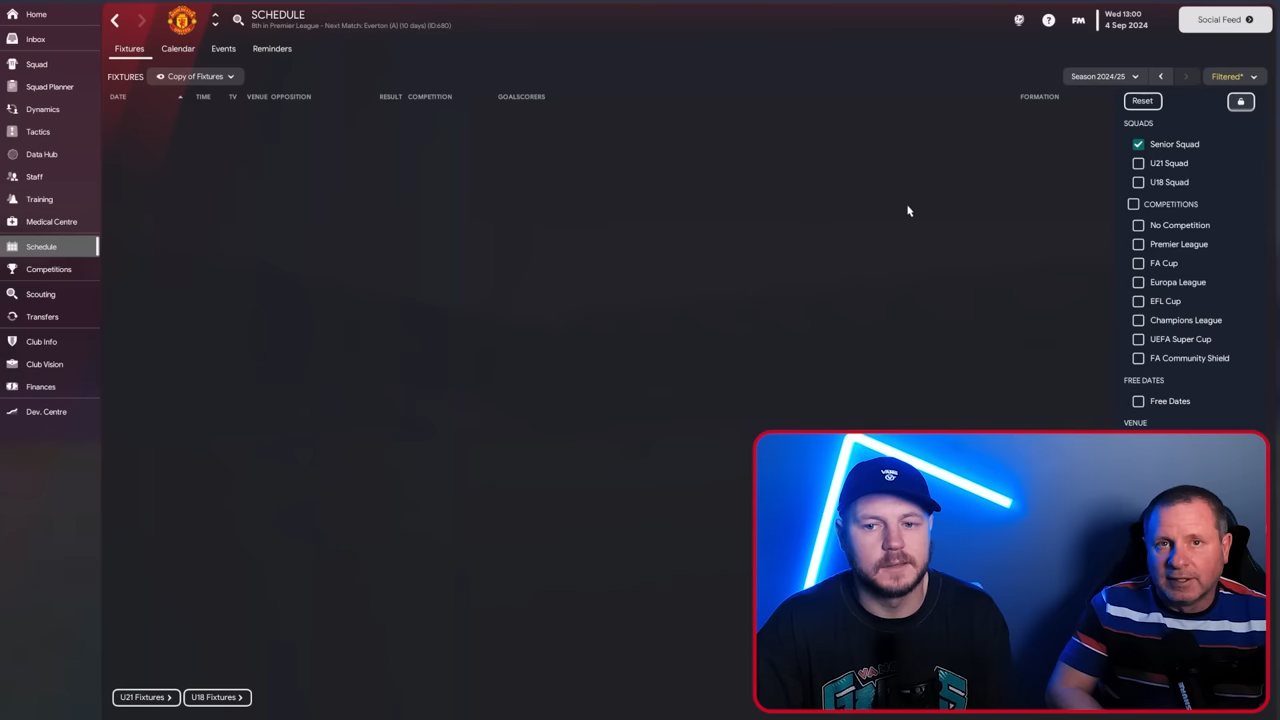 Home
Inbox
Squad
Squad Planner
Dynamics
Tactics
Data Hub
Staff
Training
Medical Centre
Schedule
Competitions
Scouting
Transfers
Club Info
Club Vision
Finances
Dev. Centre
SCHEDULE
8th in Premier League - Next Match: Everton (A) (10 days) (ID:680)
FM
Wed 13:00
4 Sep 2024
Social Feed
Fixtures Calendar Events Reminders
FIXTURES Copy of Fixtures
Season 2024/25
Filtered*
DATE TIME TV VENUE OPPOSITION RESULT COMPETITION GOALSCORERS FORMATION
Reset
SQUADS
Senior Squad
U21 Squad
U18 Squad
COMPETITIONS
No Competition
Premier League
FA Cup
Europa League
EFL Cup
Champions League
UEFA Super Cup
FA Community Shield
FREE DATES
Free Dates
VENUE
VANS
U21 Fixtures > U18 Fixtures >